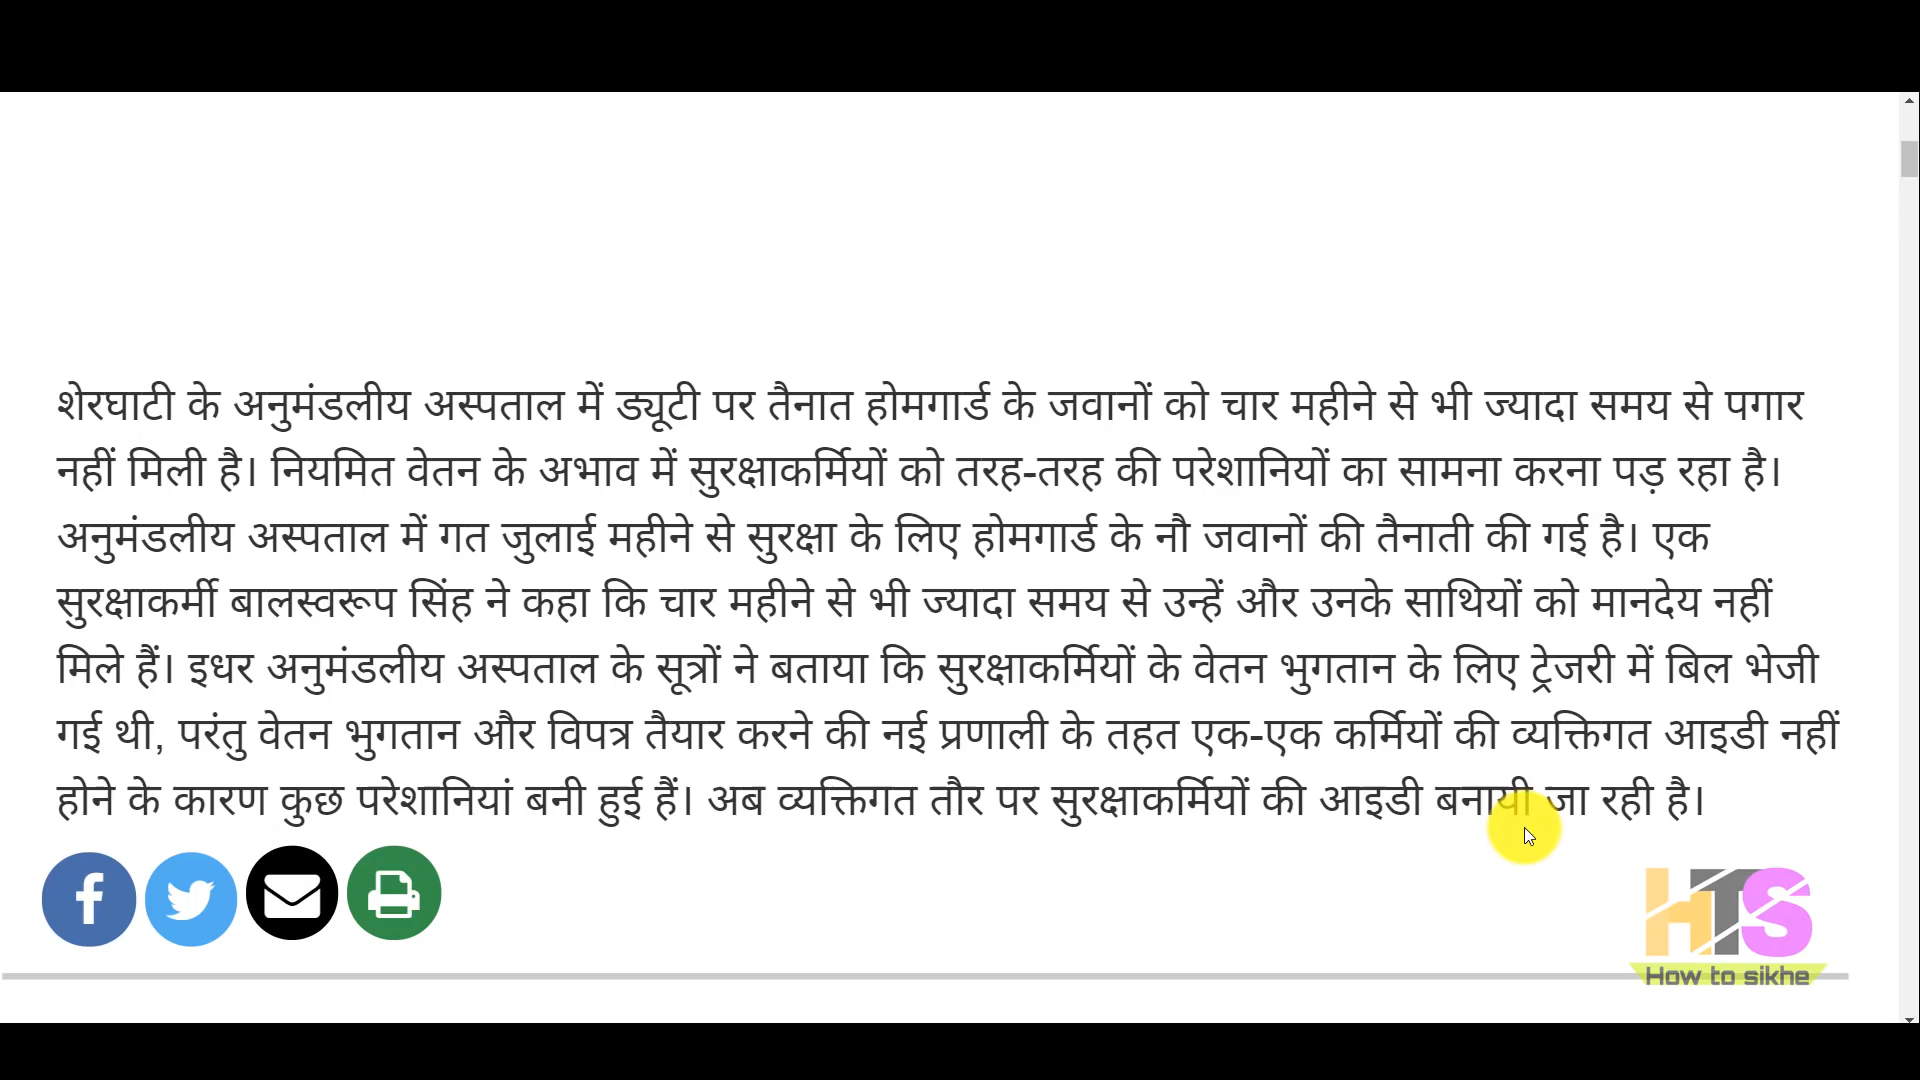 शेरघाटी के अनुमंडलीय अस्पताल में ड्यूटी पर तैनात होमगार्ड के जवानों को चार महीने से भी ज्यादा समय से पगार
नहीं मिली है। नियमित वेतन के अभाव में सुरक्षाकर्मियों को तरह-तरह की परेशानियों का सामना करना पड़ रहा है।
अनुमंडलीय अस्पताल में गत जुलाई महीने से सुरक्षा के लिए होमगार्ड के नौ जवानों की तैनाती की गई है। एक
सुरक्षाकर्मी बालस्वरूप सिंह ने कहा कि चार महीने से भी ज्यादा समय से उन्हें और उनके साथियों को मानदेय नहीं
मिले हैं। इधर अनुमंडलीय अस्पताल के सूत्रों ने बताया कि सुरक्षाकर्मियों के वेतन भुगतान के लिए ट्रेजरी में बिल भेजी
गई थी, परंतु वेतन भुगतान और विपत्र तैयार करने की नई प्रणाली के तहत एक-एक कर्मियों की व्यक्तिगत आइडी नहीं
होने के कारण कुछ परेशानियां बनी हुई हैं। अब व्यक्तिगत तौर पर सुरक्षाकर्मियों की आइडी बनायी जा रही है।
HTS
How to sikhe